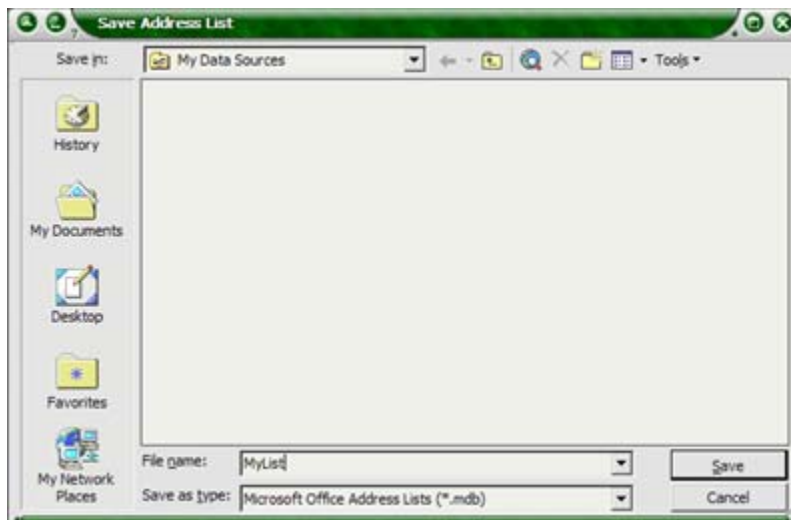 Save Address List
Save in:
My Data Sources
Tools
History
My Documents
Desktop
Favorites
My Network
Places
File name:
MyList
Save
Save as type:
Microsoft Office Address Lists (*.mdb)
Cancel